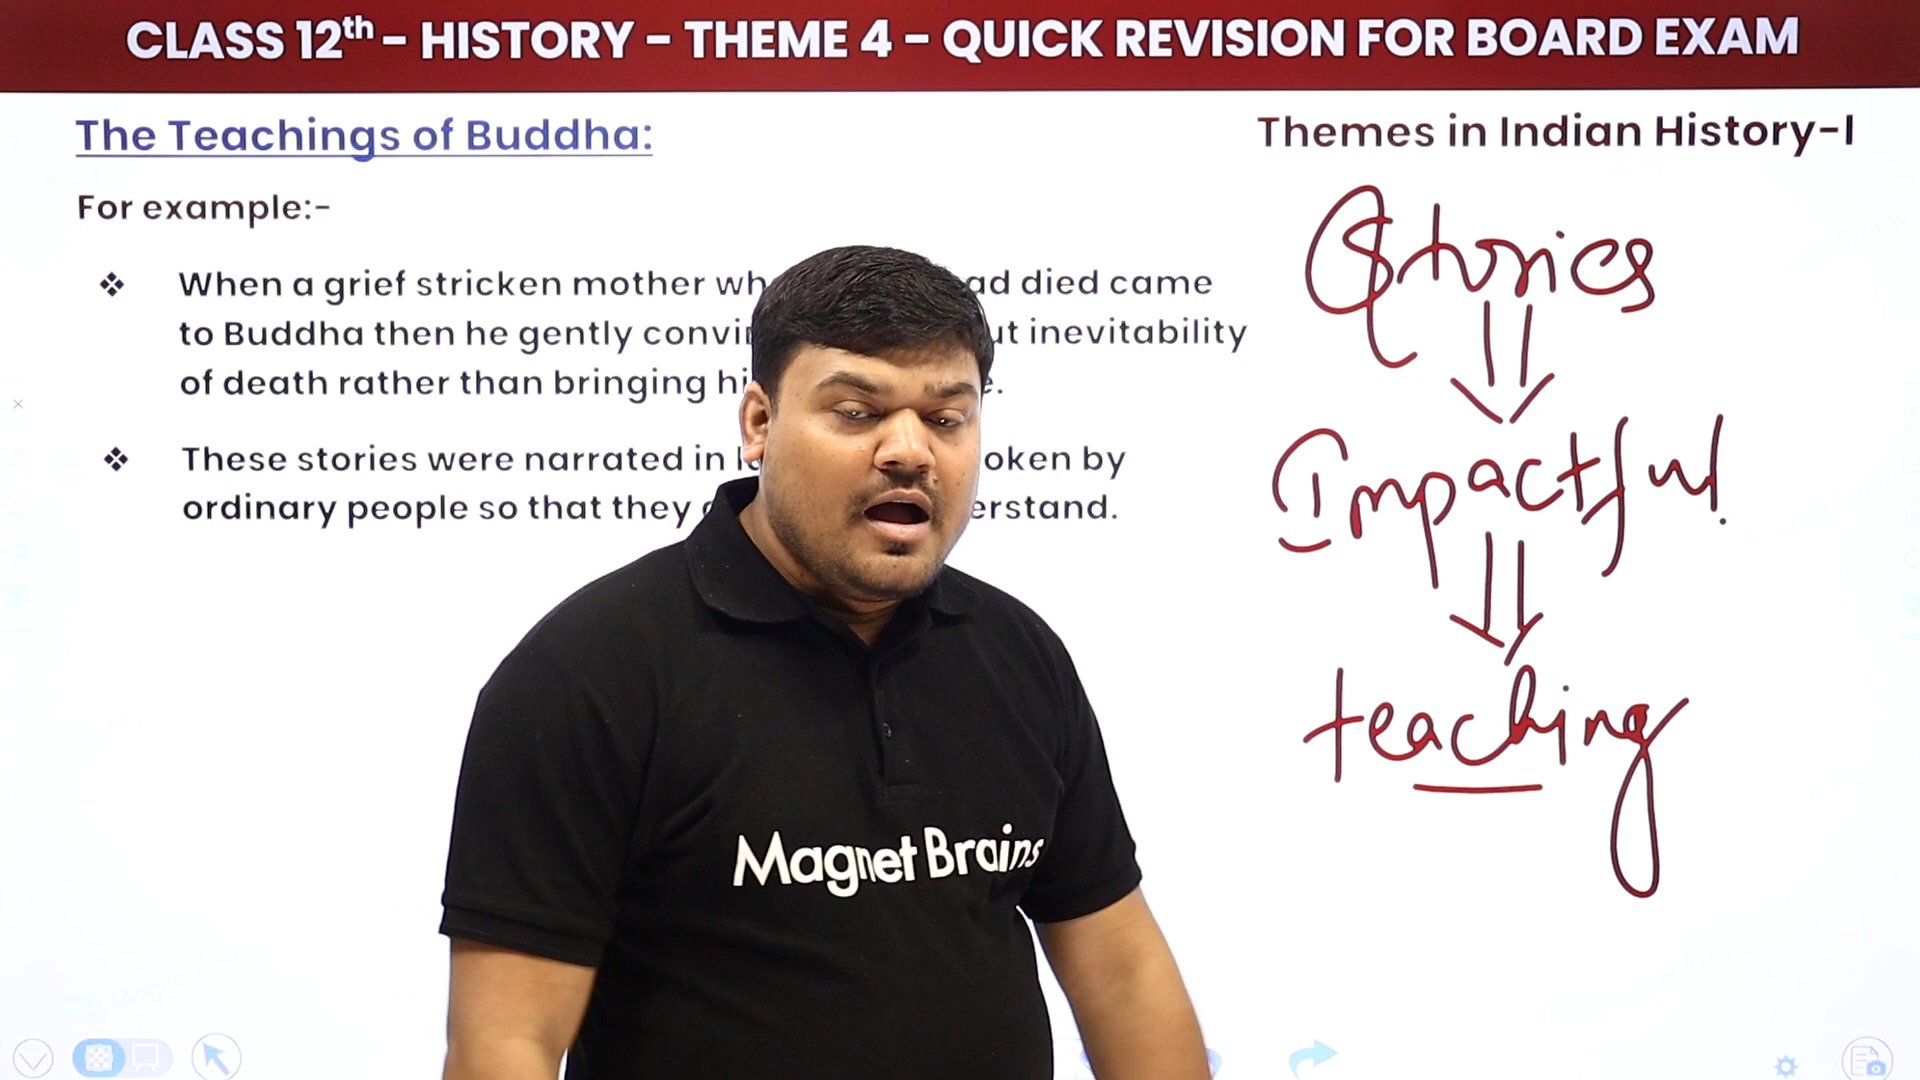 CLASS 12th - HISTORY - THEME 4 - QUICK REVISION FOR BOARD EXAM
The Teachings of Buddha:
Themes in Indian History-I
For example:-
❖ When a grief stricken mother wh ad died came
to Buddha then he gently convi ut inevitability
of death rather than bringing hi e.
❖ These stories were narrated in l oken by
ordinary people so that they erstand.
Stories
Impactful
teaching
Magnet Brains